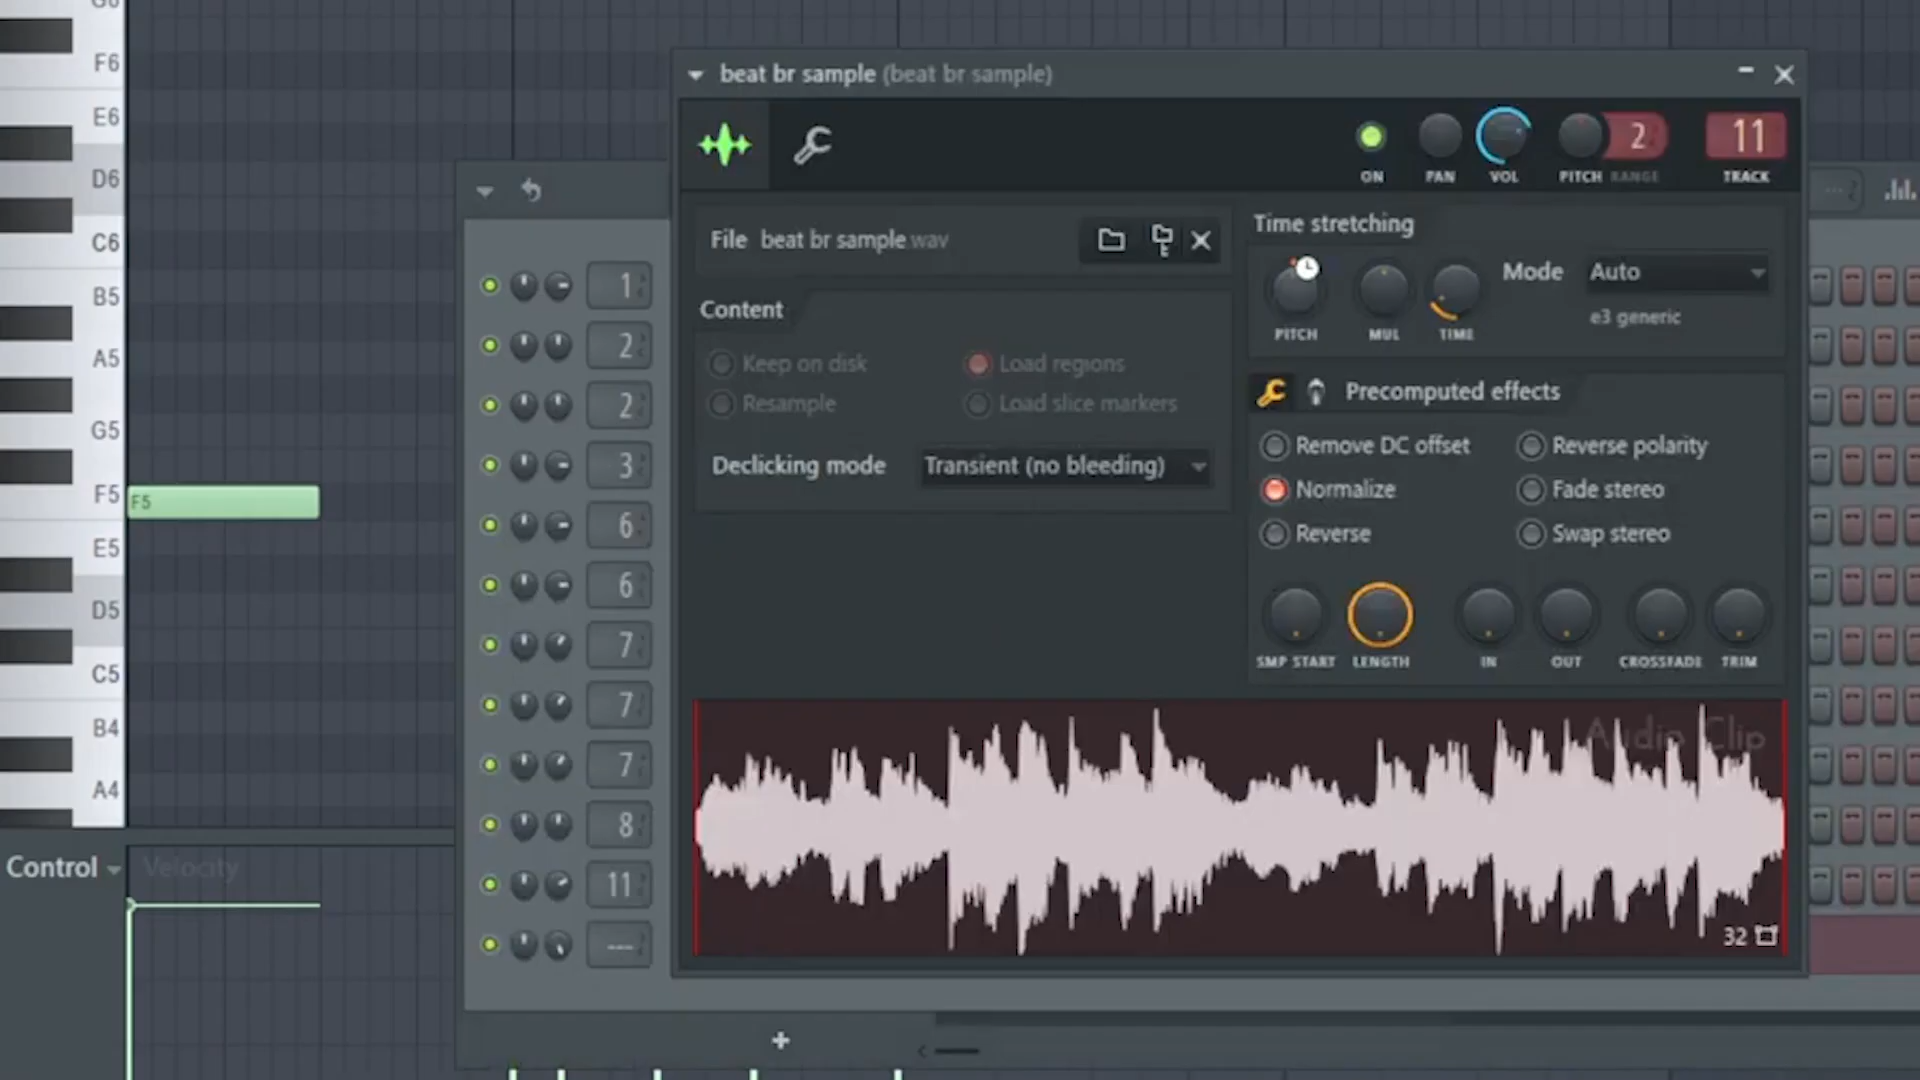 beat br sample (beat br sample)
ON PAN VOL PITCH RANGE 2 11 TRACK
File beat br sample.wav
Content
Keep on disk
Load regions
Resample
Load slice markers
Declicking mode Transient (no bleeding)
Time stretching
PITCH MUL TIME Mode Auto
e3 generic
Precomputed effects
Remove DC offset
Reverse polarity
Normalize
Fade stereo
Reverse
Swap stereo
SMP START LENGTH IN OUT CROSSFADE TRIM
Audio Clip
32
1
2
2
3
6
6
7
7
7
8
11
---
F6
E6
D6
C6
B5
A5
G5
F5
F5
E5
D5
C5
B4
A4
Control Velocity